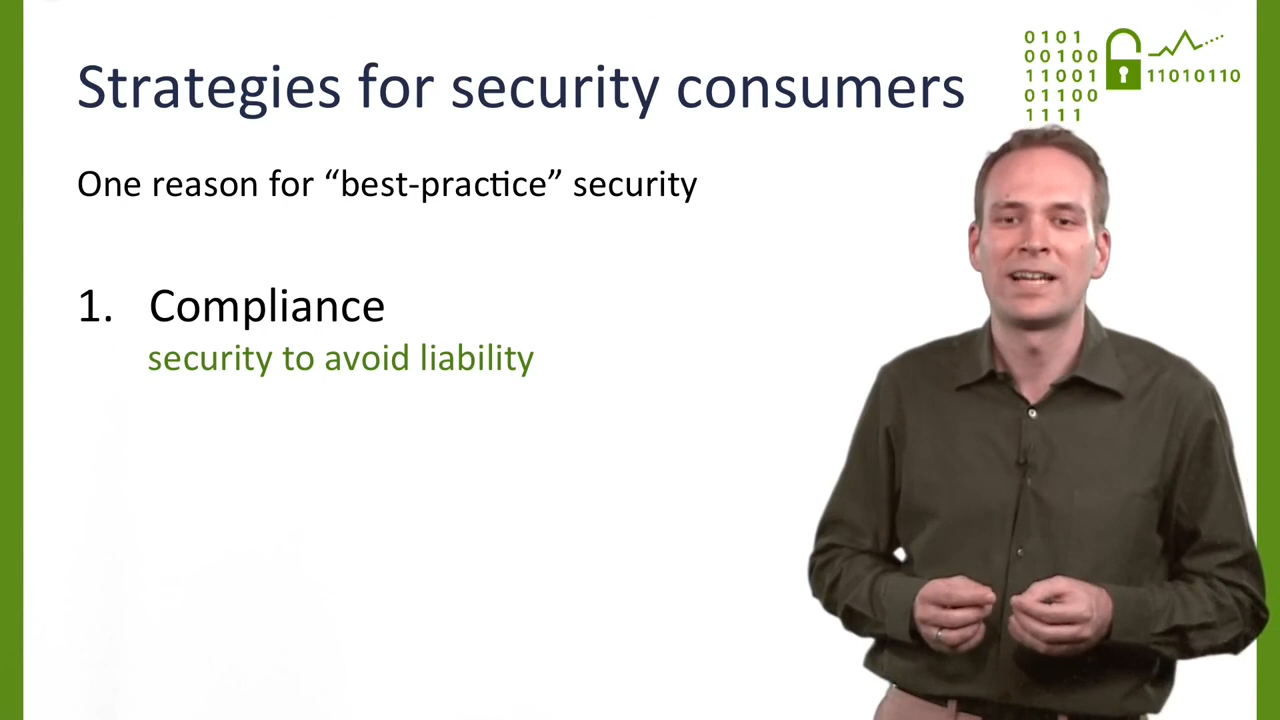 Strategies for security consumers
0101
00100
11001
01100
1111
11010110
One reason for “best-practice” security
1. Compliance
security to avoid liability